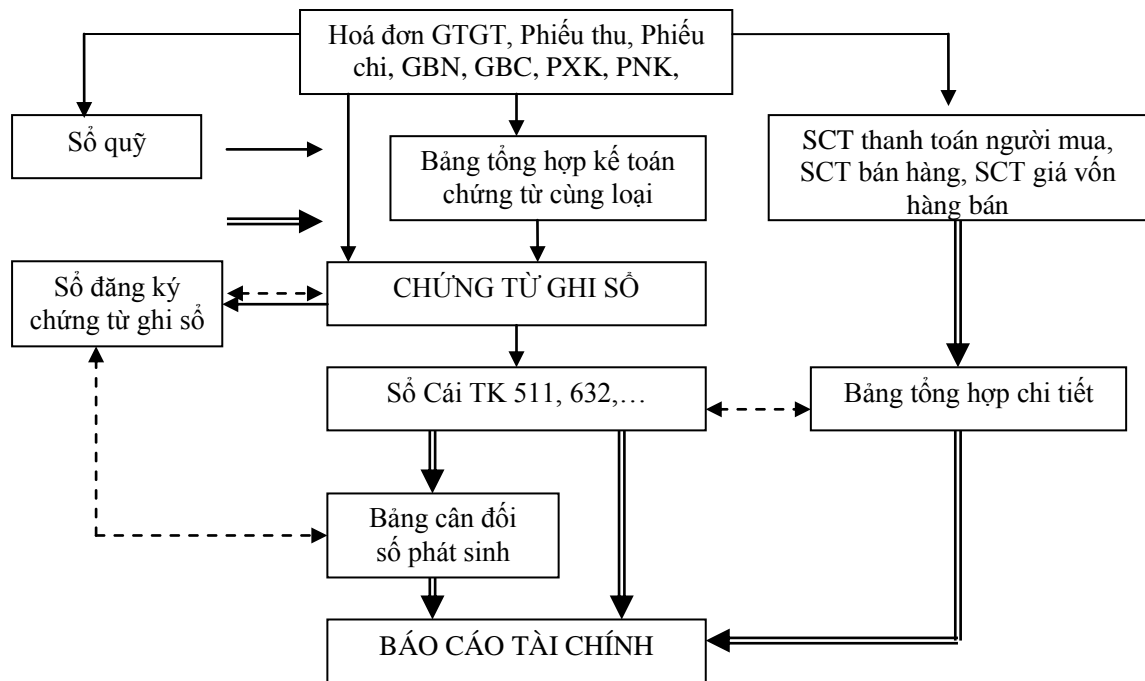 Hoá đơn GTGT, Phiếu thu, Phiếu
chi, GBN, GBC, PXK, PNK,
Sổ quỹ
Bảng tổng hợp kế toán
chứng từ cùng loại
SCT thanh toán người mua,
SCT bán hàng, SCT giá vốn
hàng bán
Sổ đăng ký
chứng từ ghi sổ
CHỨNG TỪ GHI SỔ
Sổ Cái TK 511, 632,…
Bảng tổng hợp chi tiết
Bảng cân đối
số phát sinh
BÁO CÁO TÀI CHÍNH